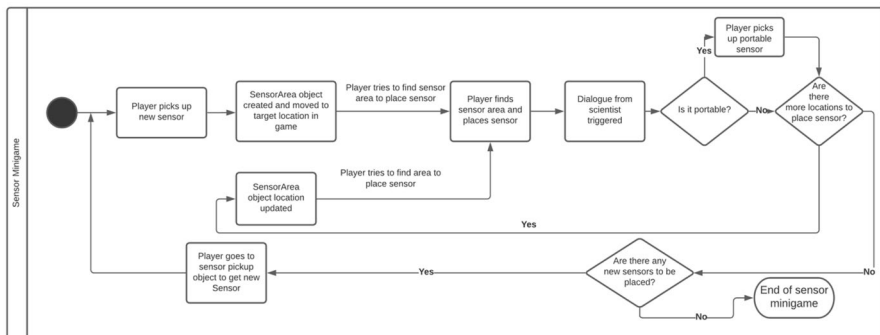 Sensor Minigame
Player picks up
new sensor
SensorArea object
created and moved to
target location in
game
Player tries to find sensor
area to place sensor
Player finds
sensor area and
places sensor
Dialogue from
scientist
triggered
Is it portable?
Yes
Player picks
up portable
sensor
No
Are
there
more locations to
place sensor?
SensorArea
object location
updated
Player tries to find area to
place sensor
Yes
No
Player goes to
sensor pickup
object to get new
Sensor
Yes
Are there any
new sensors to be
placed?
No
End of sensor
minigame